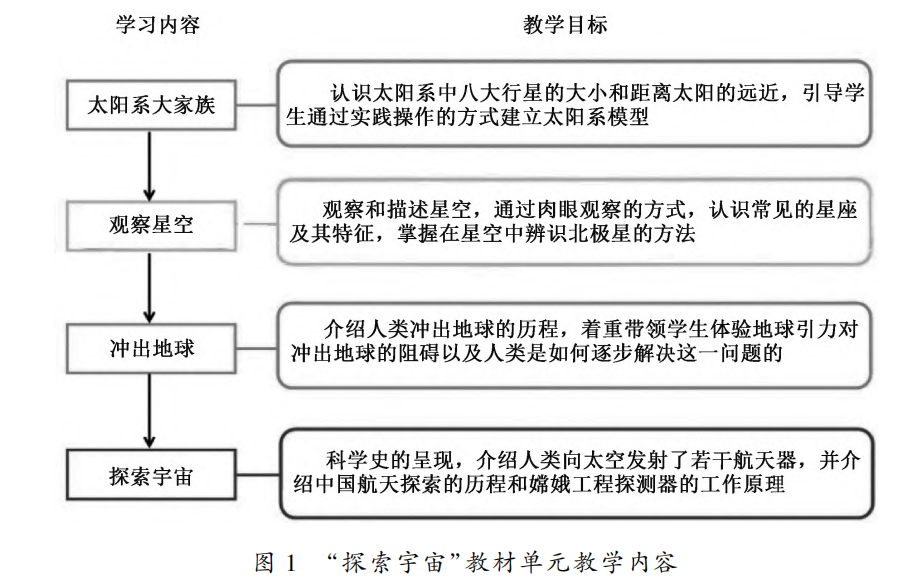 学习内容 教学目标
太阳系大家族
认识太阳系中八大行星的大小和距离太阳的远近，引导学
生通过实践操作的方式建立太阳系模型
观察星空
观察和描述星空，通过肉眼观察的方式，认识常见的星座
及其特征，掌握在星空中辨识北极星的方法
冲出地球
介绍人类冲出地球的历程，着重带领学生体验地球引力对
冲出地球的阻碍以及人类是如何逐步解决这一问题的
探索宇宙
科学史的呈现，介绍人类向太空发射了若干航天器，并介
绍中国航天探索的历程和嫦娥工程探测器的工作原理
图 1 “探索宇宙”教材单元教学内容